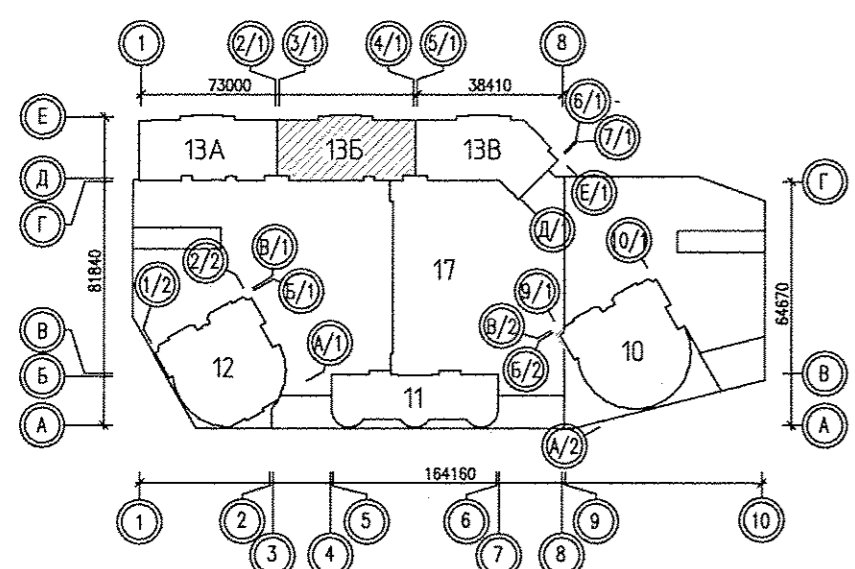 1 2/1 3/1 4/1 5/1 8
73000 38410
6/1
7/1
Е
13А 13Б 13В
Д Г
Е/1
Г
Д/1
В/1 10/1
2/2
Б/1
17
81840
1/2
9/1
64670
В
А/1
В/2
12 10
Б/2
Б В
11
А А
А/2
164160
1 2 5 6 9 10
3 4 7 8